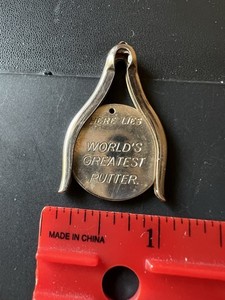 HERE LIES
WORLD'S
GREATEST
PUTTER.
MADE IN CHINA
1